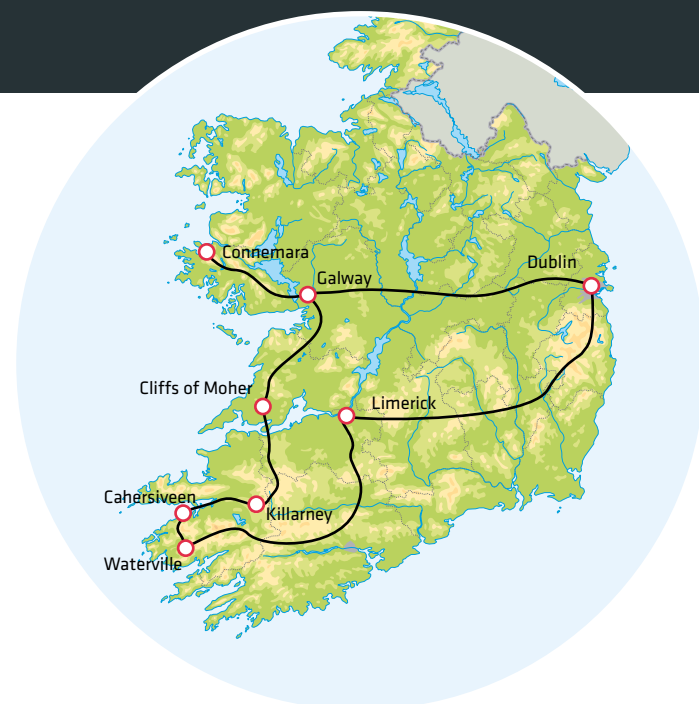 Connemara
Dublin
Galway
Cliffs of Moher
Limerick
Cahersiveen
Killarney
Waterville